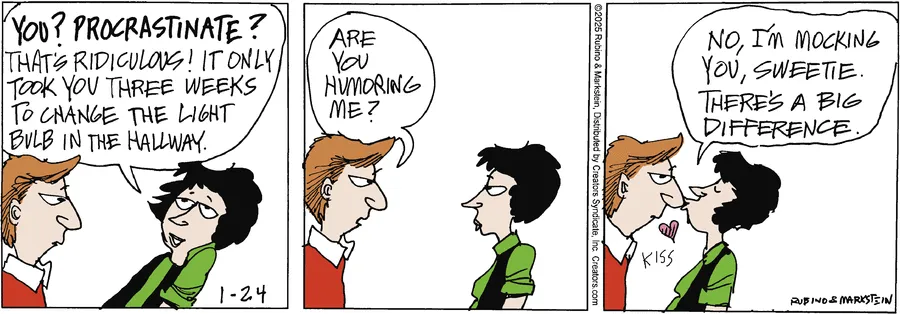 YOU? PROCRASTINATE?
THAT'S RIDICULOUS! IT ONLY
TOOK YOU THREE WEEKS
TO CHANGE THE LIGHT
BULB IN THE HALLWAY.
1-24
ARE
YOU
HUMORING
ME?
©2025 Rubino & Markstein, Distributed by Creators Syndicate, Inc. Creators.com
NO, I'M MOCKING
YOU, SWEETIE.
THERE'S A BIG
DIFFERENCE.
KISS
RUBINO & MARKSTEIN